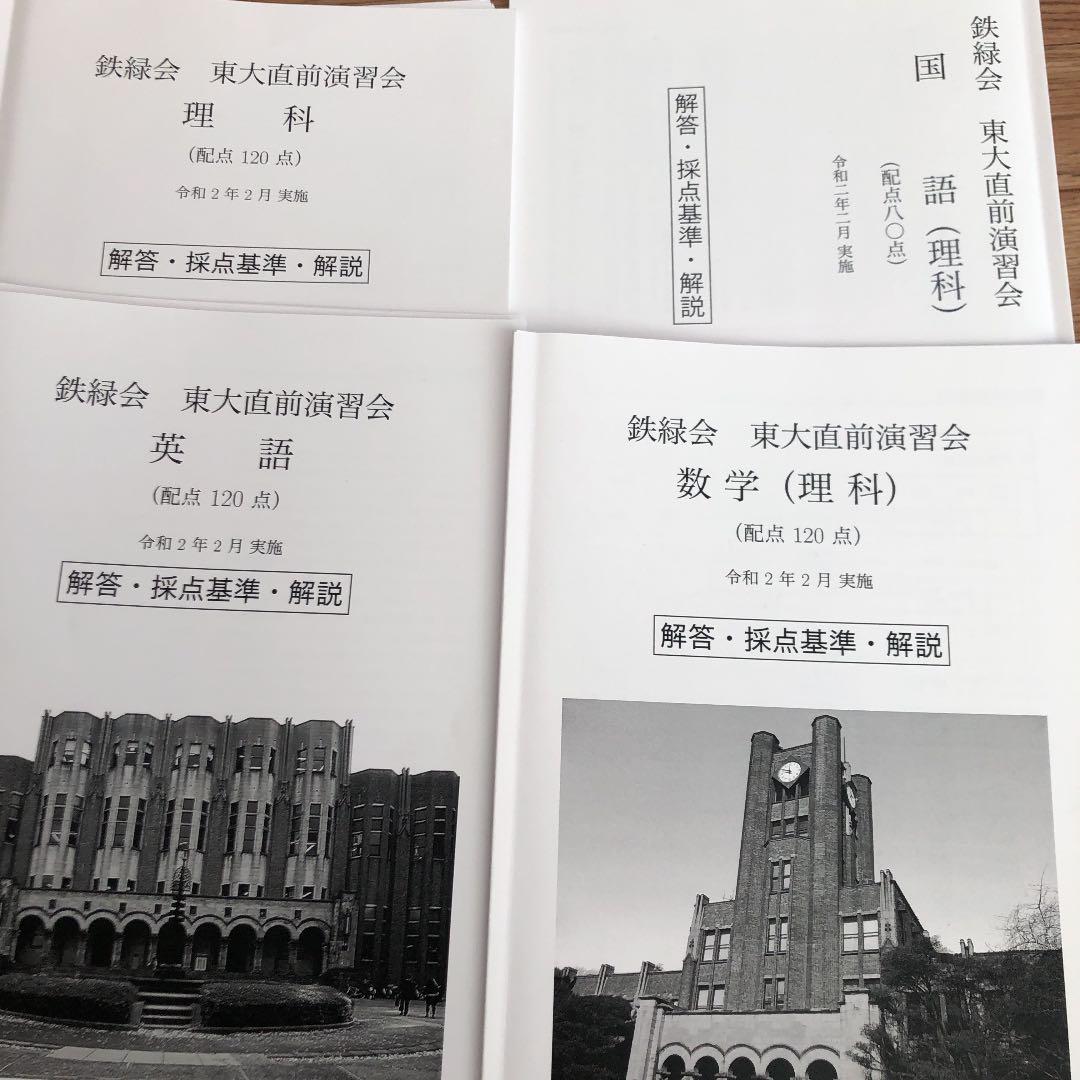 鉄緑会 東大直前演習会
理 科
(配点 120 点)
令和 2 年 2 月 実施
解答・採点基準・解説
鉄緑会 東大直前演習会
国 語 (理科)
(配点八〇点)
令和二年二月 実施
解答・採点基準・解説
鉄緑会 東大直前演習会
英 語
(配点 120 点)
令和 2 年 2 月 実施
解答・採点基準・解説
鉄緑会 東大直前演習会
数 学 (理 科)
(配点 120 点)
令和 2 年 2 月 実施
解答・採点基準・解説